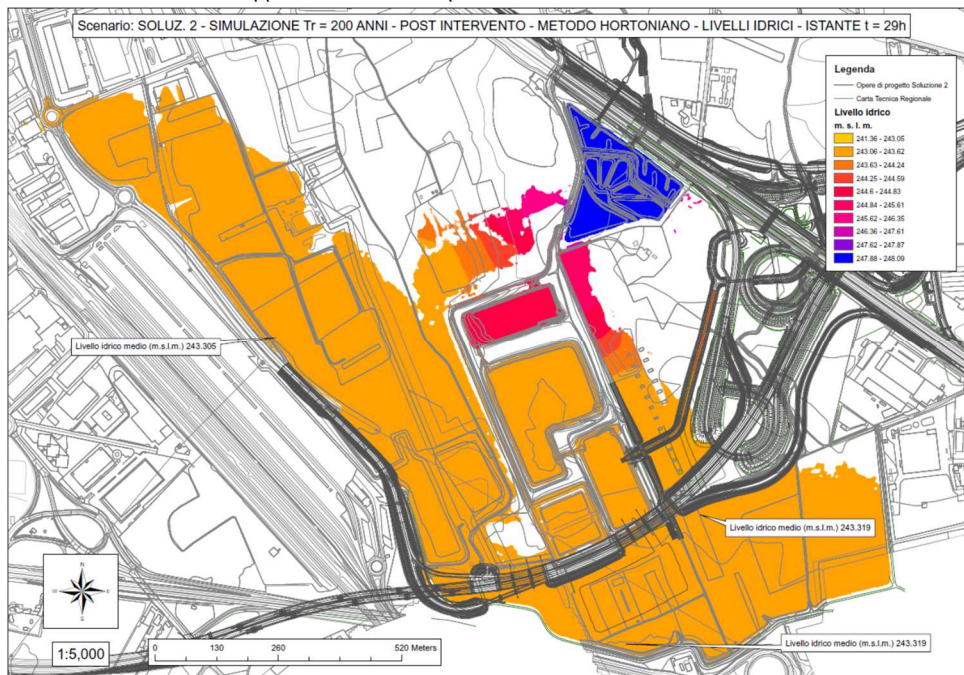 Scenario: SOLUZ. 2 - SIMULAZIONE Tr = 200 ANNI - POST INTERVENTO - METODO HORTONIANO - LIVELLI IDRICI - ISTANTE t = 29h
Legenda
Opere di progetto Soluzione 2
Carta Tecnica Regionale
Livello idrico
m. s. l. m.
241.36 - 243.05
243.06 - 243.62
243.63 - 244.24
244.25 - 244.59
244.6 - 244.83
244.84 - 245.61
245.62 - 246.35
246.36 - 247.61
247.62 - 247.87
247.88 - 248.09
Livello idrico medio (m.s.l.m.) 243.305
Livello idrico medio (m.s.l.m.) 243.319
Livello idrico medio (m.s.l.m.) 243.319
N
W E
S
1:5,000
0 130 260 520 Meters